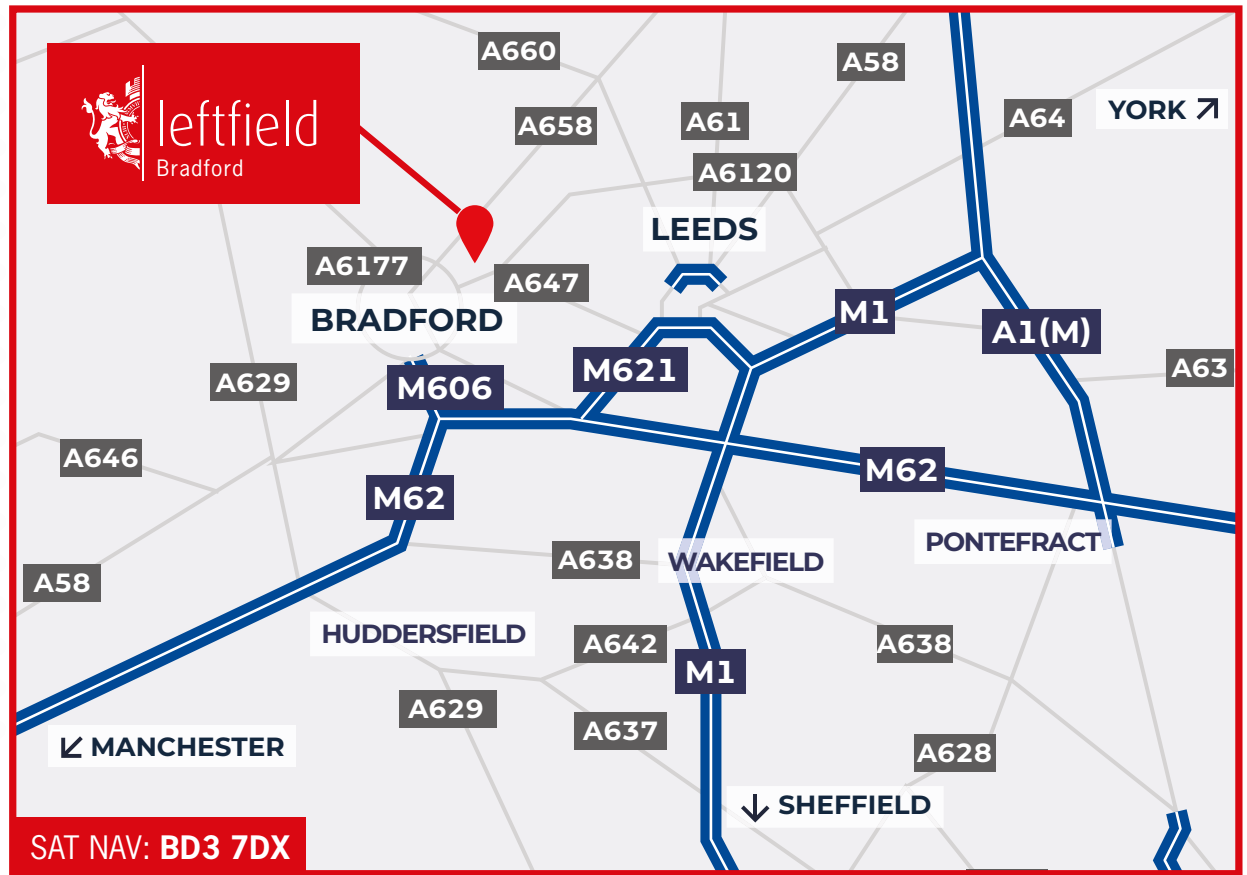 leftfield
Bradford
A660
A58
A658
A61
A64
YORK
A6120
LEEDS
A6177
A647
BRADFORD
M1
A1(M)
M621
A63
A629
M606
A646
M62
M62
PONTEFRACT
A638
WAKEFIELD
A58
HUDDERSFIELD
A642
A638
M1
A629
A637
MANCHESTER
A628
SHEFFIELD
SAT NAV: BD3 7DX